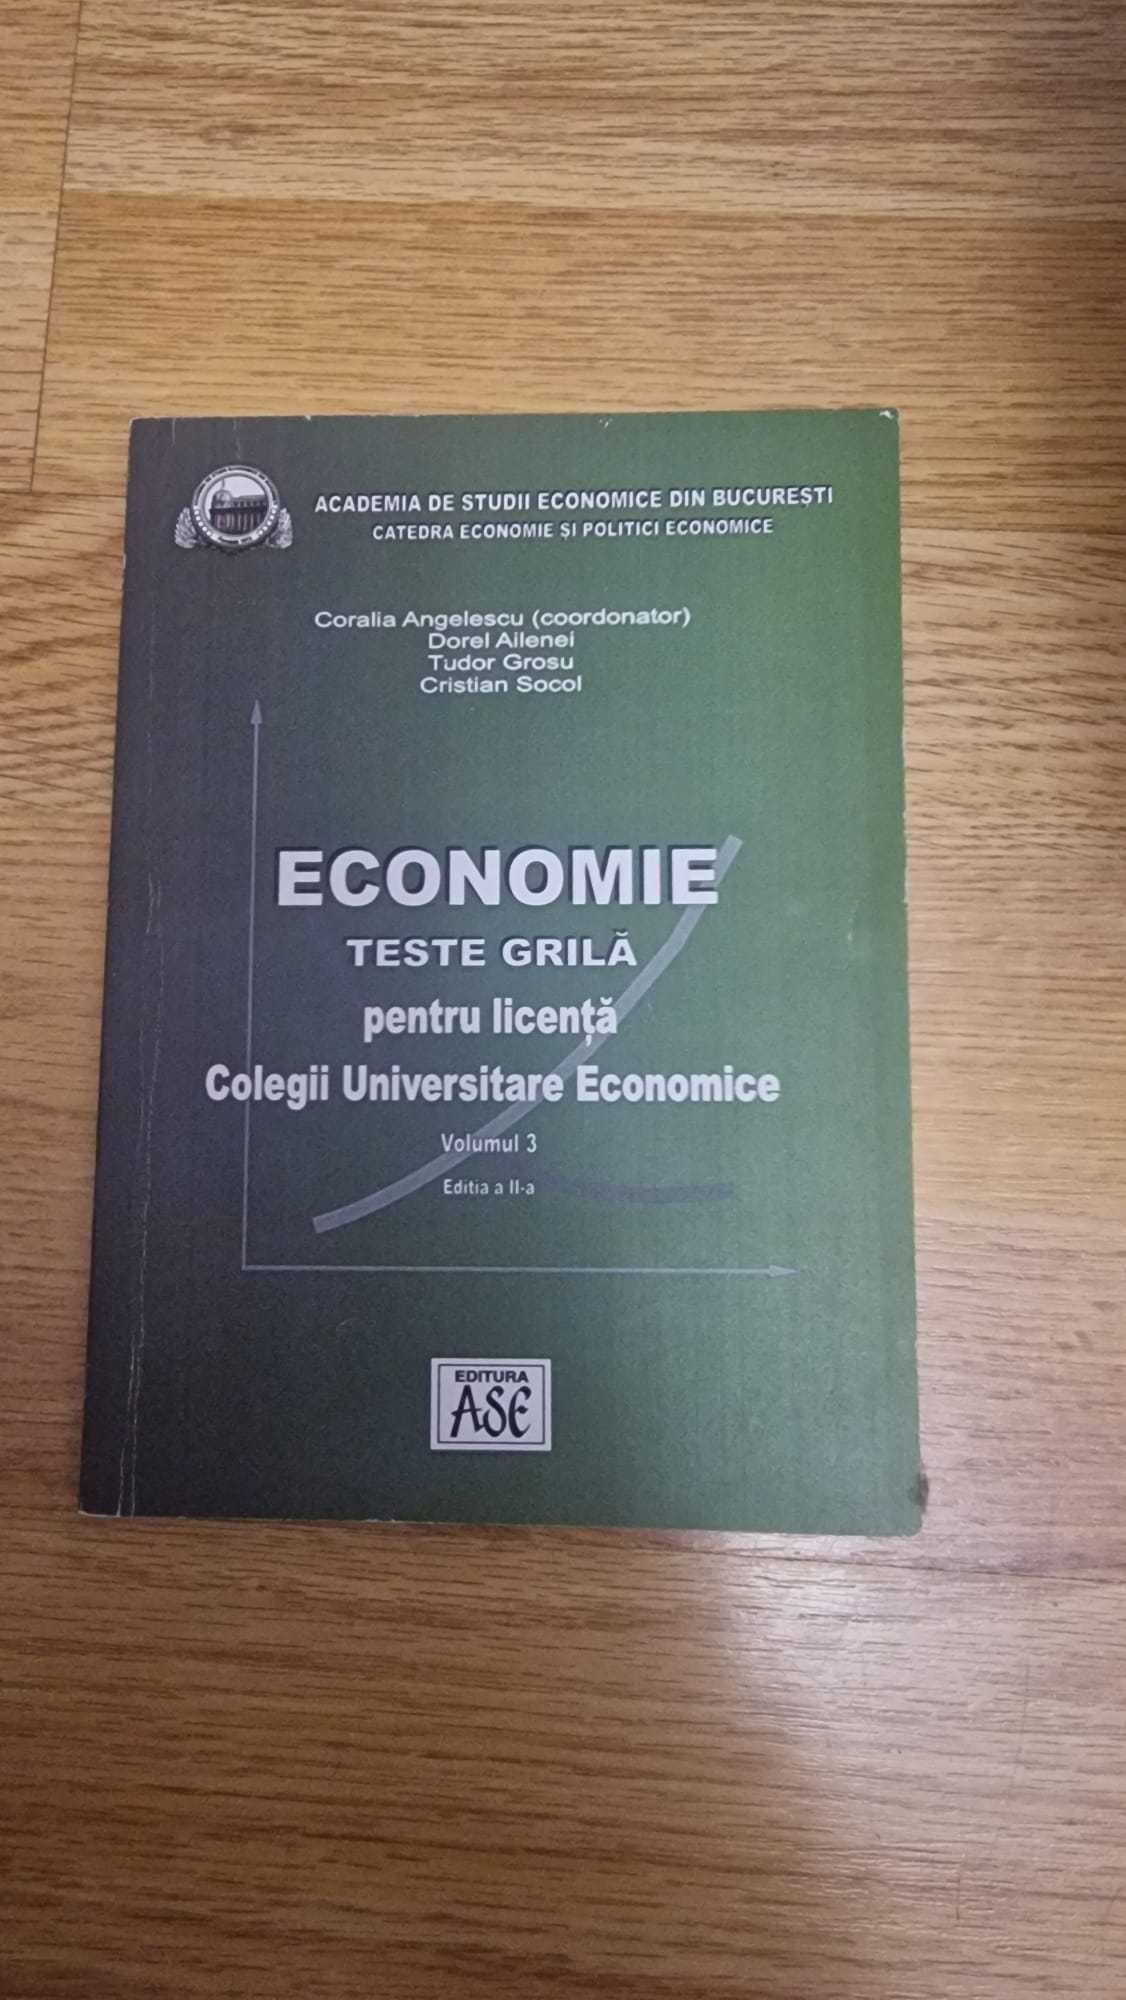 ACADEMIA DE STUDII ECONOMICE DIN BUCUREȘTI
CATEDRA ECONOMIE ȘI POLITICI ECONOMICE
Coralia Angelescu (coordonator)
Dorel Ailenei
Tudor Grosu
Cristian Socol
ECONOMIE
TESTE GRILĂ
pentru licență
Colegii Universitare Economice
Volumul 3
Editia a II-a
EDITURA
ASE